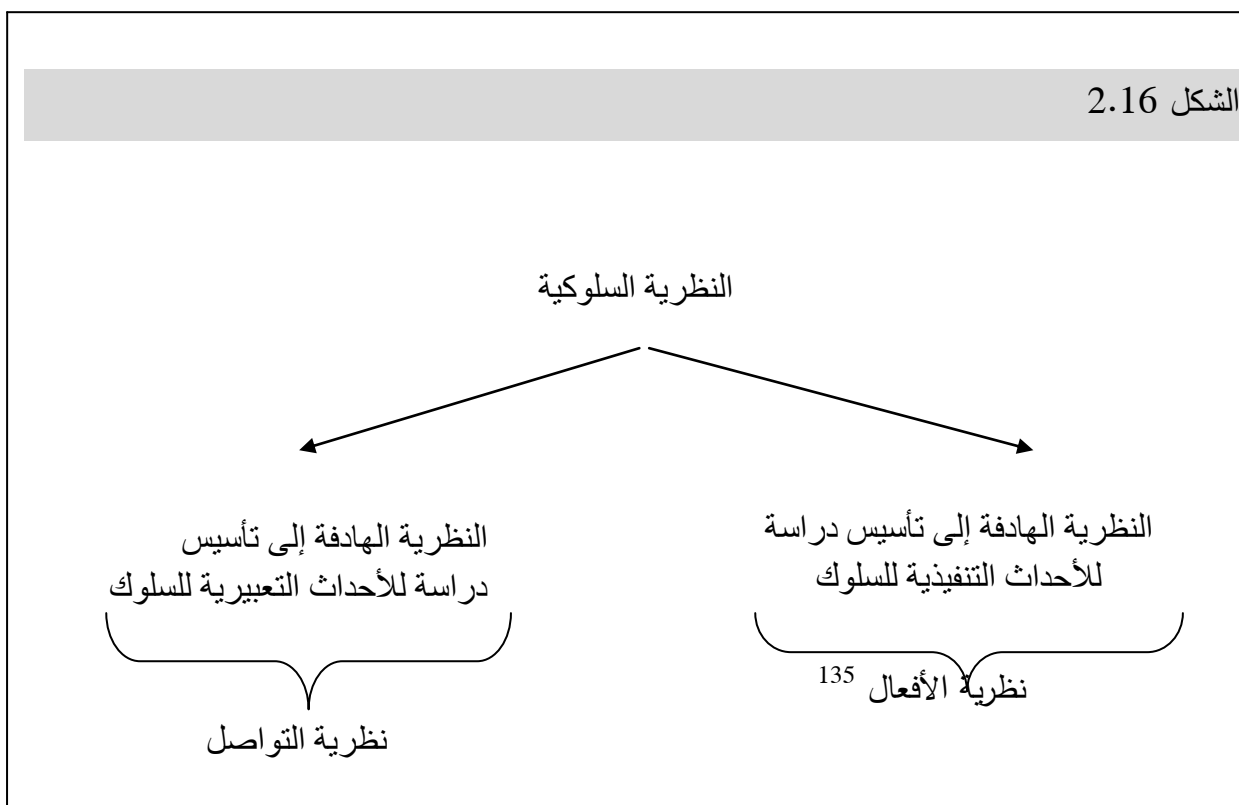 الشكل 2.16
النظرية السلوكية
النظرية الهادفة إلى تأسيس دراسة
للأحداث التنفيذية للسلوك
نظرية الأفعال 135
النظرية الهادفة إلى تأسيس
دراسة للأحداث التعبيرية للسلوك
نظرية التواصل